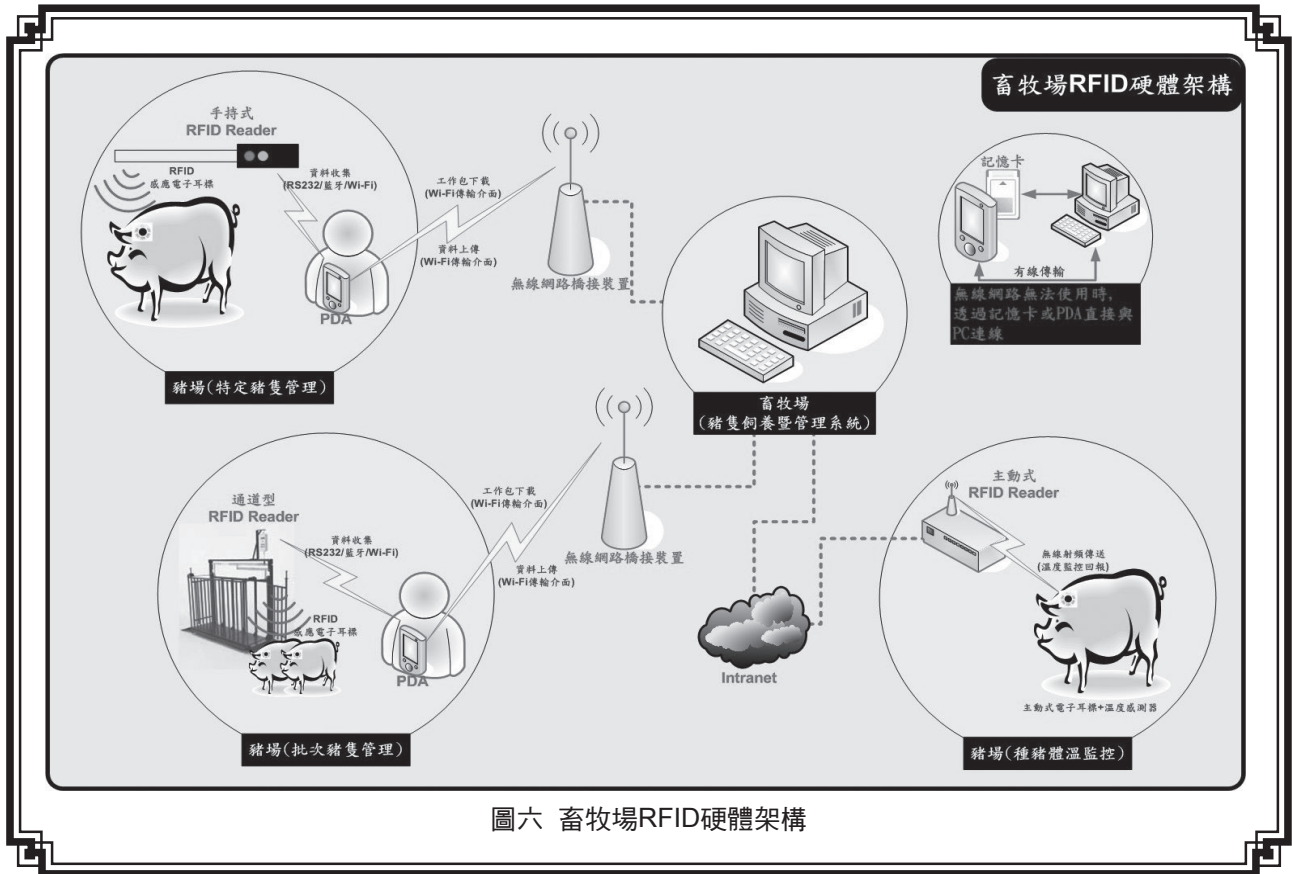 畜牧場RFID硬體架構
手持式
RFID Reader
RFID
感應電子耳標
資料收集
(RS232/藍牙/Wi-Fi)
PDA
工作包下載
(Wi-Fi傳輸介面)
資料上傳
(Wi-Fi傳輸介面)
無線網路橋接裝置
豬場(特定豬隻管理)
畜牧場
(豬隻飼養暨管理系統)
記憶卡
有線傳輸
無線網路無法使用時,
透過記憶卡或PDA直接與
PC連線
通道型
RFID Reader
資料收集
(RS232/藍牙/Wi-Fi)
RFID
感應電子耳標
PDA
工作包下載
(Wi-Fi傳輸介面)
資料上傳
(Wi-Fi傳輸介面)
無線網路橋接裝置
豬場(批次豬隻管理)
Intranet
主動式
RFID Reader
無線射頻傳送
(溫度監控回報)
主動式電子耳標+溫度感測器
豬場(種豬體溫監控)
圖六 畜牧場RFID硬體架構